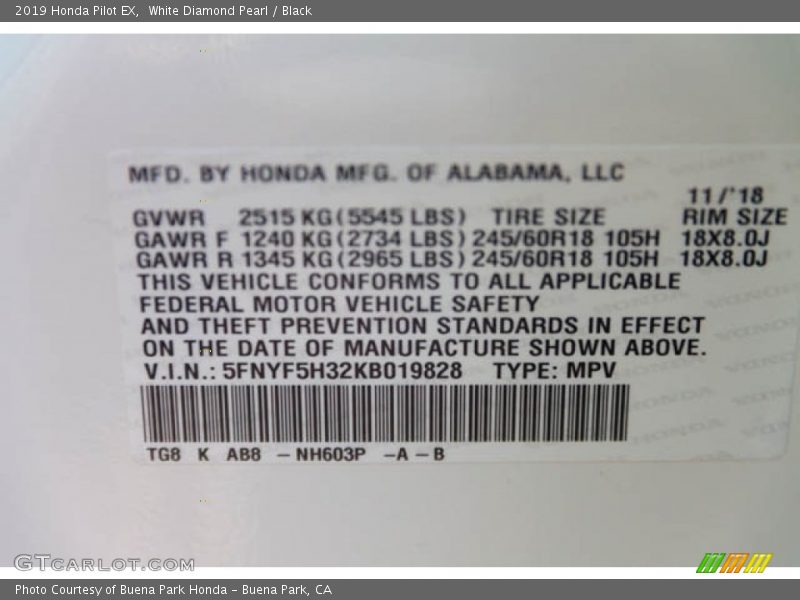 2019 Honda Pilot EX,  White Diamond Pearl / Black
MFD. BY HONDA MFG. OF ALABAMA, LLC
11/'18
GVWR 2515 KG(5545 LBS) TIRE SIZE RIM SIZE
GAWR F 1240 KG(2734 LBS) 245/60R18 105H 18X8.0J
GAWR R 1345 KG(2965 LBS) 245/60R18 105H 18X8.0J
THIS VEHICLE CONFORMS TO ALL APPLICABLE
FEDERAL MOTOR VEHICLE SAFETY
AND THEFT PREVENTION STANDARDS IN EFFECT
ON THE DATE OF MANUFACTURE SHOWN ABOVE.
V.I.N.: 5FNYF5H32KB019828 TYPE: MPV
TG8 K AB8 – NH603P –A – B
GTCARLOT.COM
Photo Courtesy of Buena Park Honda – Buena Park, CA